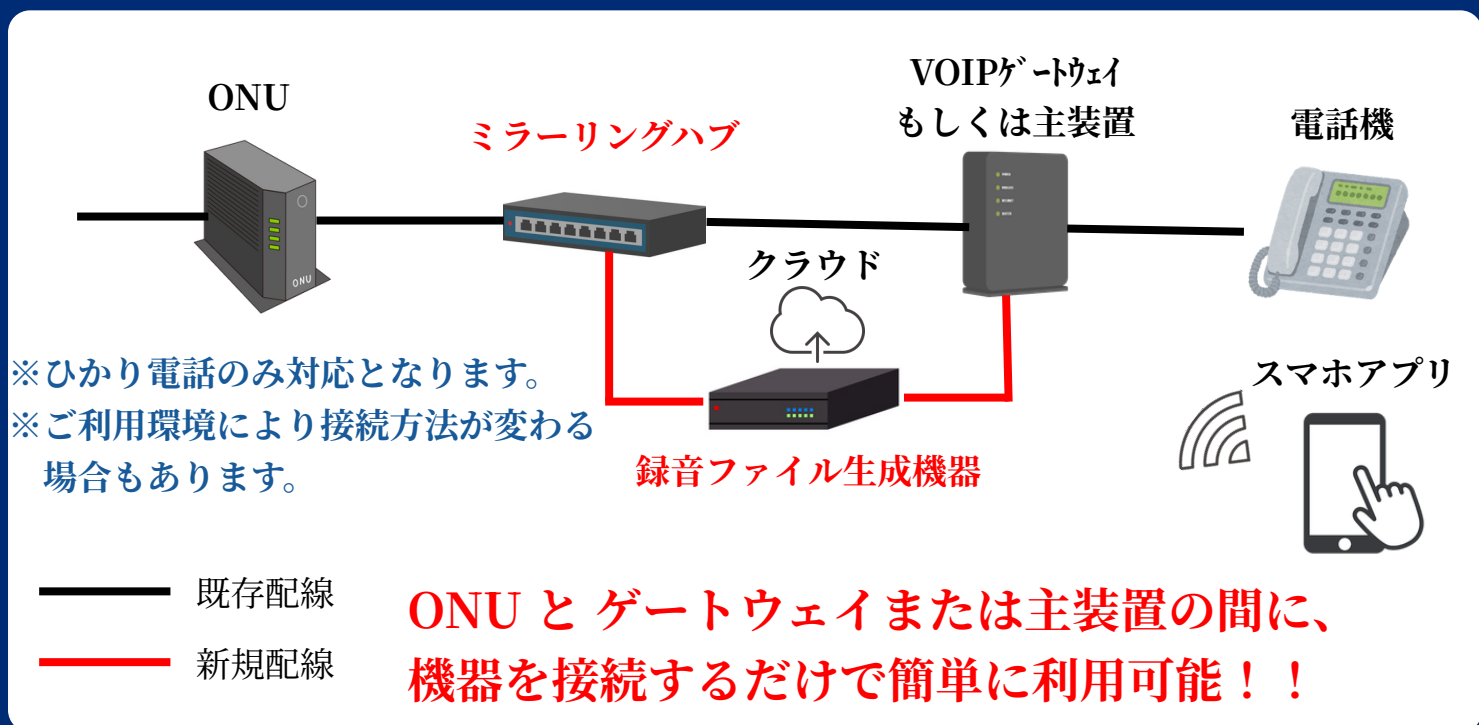 ONU
ミラーリングハブ
VOIPｹﾞｰﾄｳｪｲ
もしくは主装置
電話機
ONU
クラウド
※ひかり電話のみ対応となります。
※ご利用環境により接続方法が変わる
場合もあります。
録音ファイル生成機器
スマホアプリ
既存配線
新規配線
ONU と ゲートウェイまたは主装置の間に、
機器を接続するだけで簡単に利用可能！！